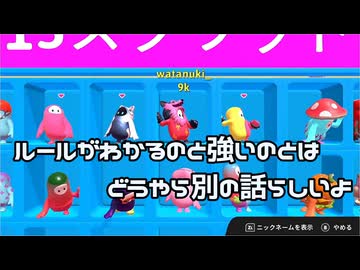 watanuki_
9k
ルールがわかるのと強いのとは
どうやら別の話らしいよ
ニックネームを表示 やめる